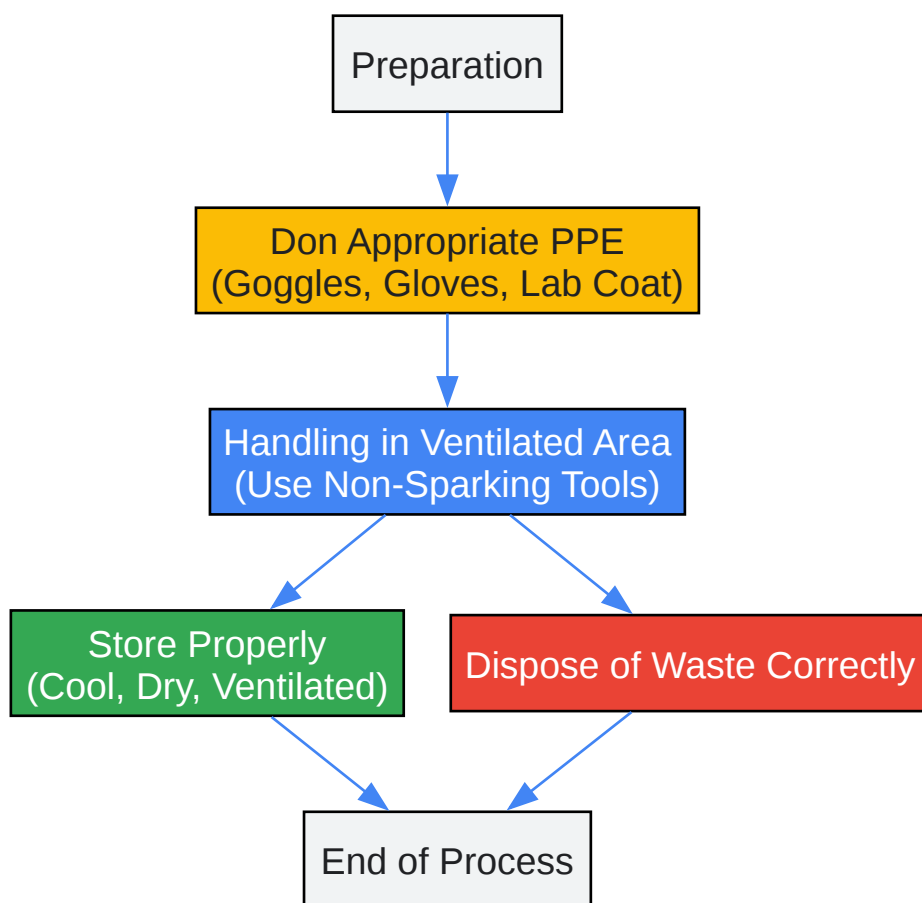 Preparation
Don Appropriate PPE
(Goggles, Gloves, Lab Coat)
Handling in Ventilated Area
(Use Non-Sparking Tools)
Store Properly
(Cool, Dry, Ventilated)
Dispose of Waste Correctly
End of Process